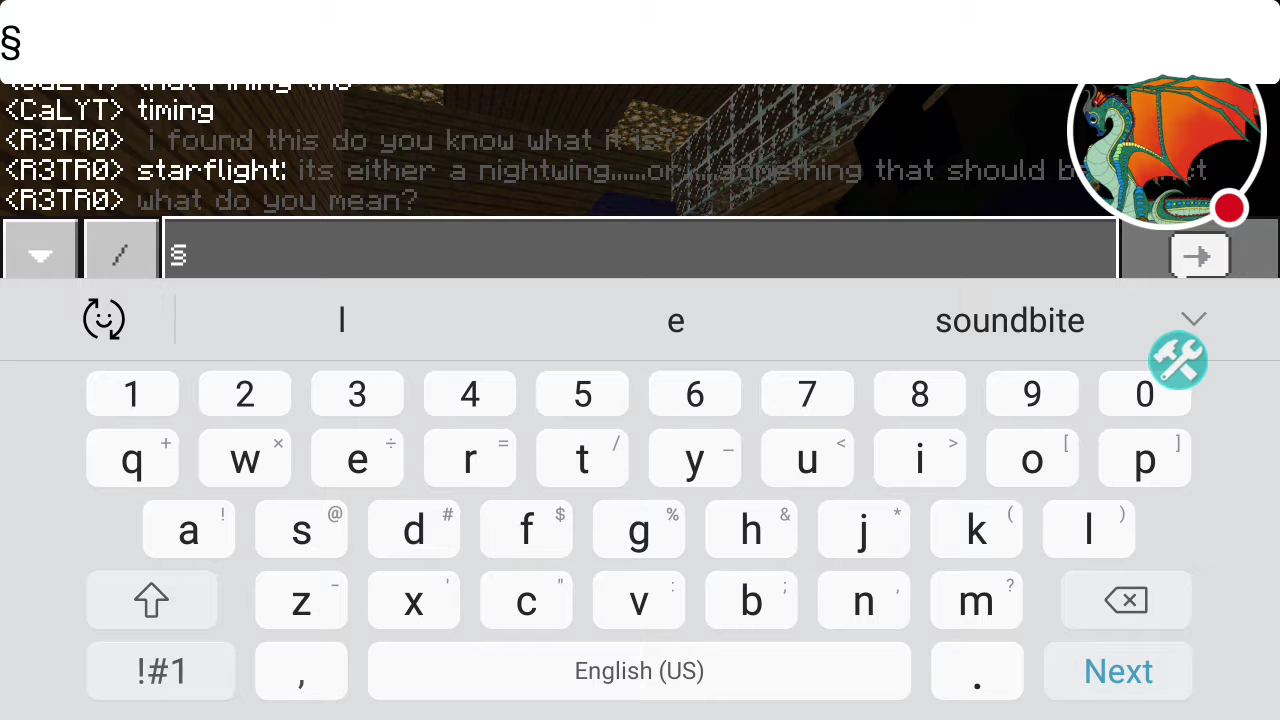 §
<CaLYT> timing
<R3TR0> i found this do you know what it is?
<R3TR0> starflight: its either a nightwing......or......something that should
<R3TR0> what do you mean?
/ §
l e soundbite
1 2 3 4 5 6 7 8 9 0
q + w × e ÷ r = t / y _ u < i > o [ p ]
a ! s @ d # f $ g % h & j * k ( l )
z - x ' c " v : b ; n , m ?
!#1 , English (US) . Next